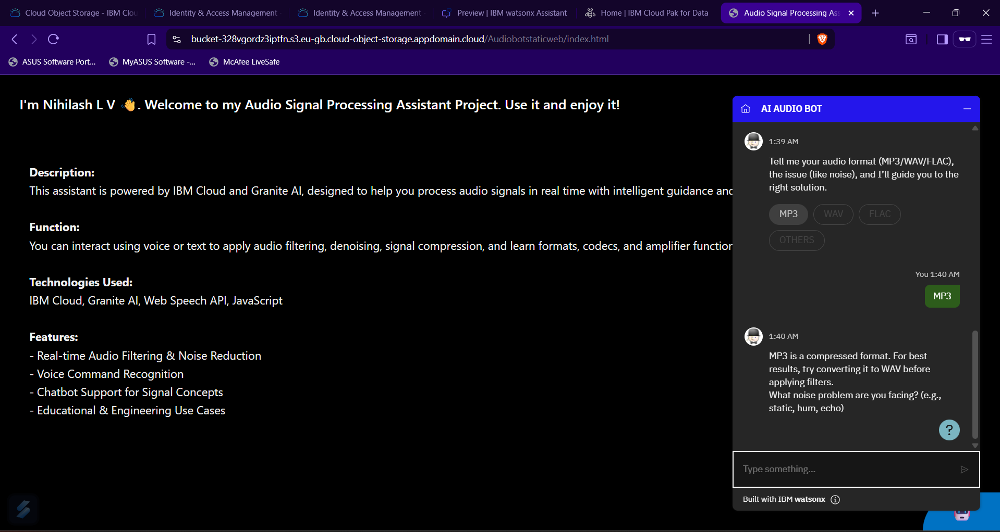 Cloud Object Storage - IBM Clou
Identity & Access Management
Identity & Access Management
Preview | IBM watsonx Assistant
Home | IBM Cloud Pak for Data
Audio Signal Processing Ass
bucket-328vgordz3iptfn.s3.eu-gb.cloud-object-storage.appdomain.cloud/Audiobotstaticweb/index.html
ASUS Software Port...
MyASUS Software -...
McAfee LiveSafe
I'm Nihilash L V 👋. Welcome to my Audio Signal Processing Assistant Project. Use it and enjoy it!
Description:
This assistant is powered by IBM Cloud and Granite AI, designed to help you process audio signals in real time with intelligent guidance and
Function:
You can interact using voice or text to apply audio filtering, denoising, signal compression, and learn formats, codecs, and amplifier function
Technologies Used:
IBM Cloud, Granite AI, Web Speech API, JavaScript
Features:
- Real-time Audio Filtering & Noise Reduction
- Voice Command Recognition
- Chatbot Support for Signal Concepts
- Educational & Engineering Use Cases
AI AUDIO BOT
1:39 AM
Tell me your audio format (MP3/WAV/FLAC),
the issue (like noise), and I’ll guide you to the
right solution.
MP3
WAV
FLAC
OTHERS
You 1:40 AM
MP3
1:40 AM
MP3 is a compressed format. For best
results, try converting it to WAV before
applying filters.
What noise problem are you facing? (e.g.,
static, hum, echo)
?
Type something...
Built with IBM watsonx